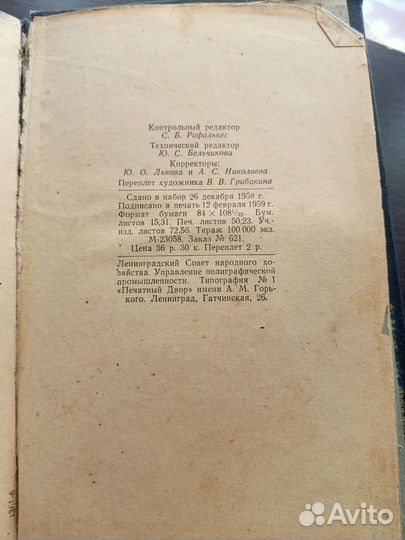 Контрольный редактор
С. Б. Рафалькес
Технический редактор
Ю. С. Бельчикова
Корректоры:
Ю. О. Львова и А. С. Николаева
Переплет художника В. В. Грибакина
Сдано в набор 26 декабря 1958 г.
Подписано в печать 12 февраля 1959 г.
Формат бумаги 84 × 108 1/32. Бум.
листов 15,31. Печ. листов 50,23. Уч.-
изд. листов 72,56. Тираж 100 000 экз.
М-23058. Заказ № 621.
Цена 36 р. 30 к. Переплет 2 р.
Ленинградский Совет народного хо-
зяйства. Управление полиграфической
промышленности. Типография № 1
«Печатный Двор» имени А. М. Горь-
кого. Ленинград, Гатчинская, 26.
Avito